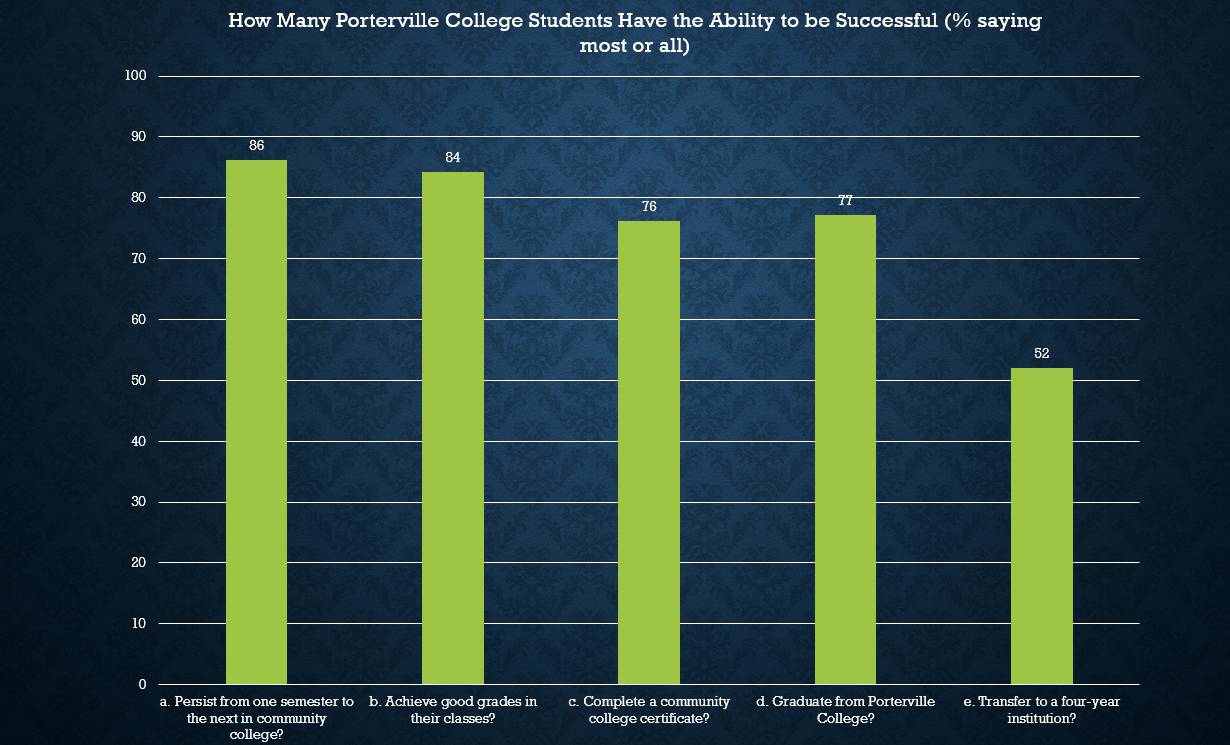 How Many Porterville College Students Have the Ability to be Successful (% saying
most or all)
100
90
80
70
60
50
40
30
20
10
0
86
84
76
77
52
a. Persist from one semester to
the next in community
college?
b. Achieve good grades in
their classes?
c. Complete a community
college certificate?
d. Graduate from Porterville
College?
e. Transfer to a four-year
institution?